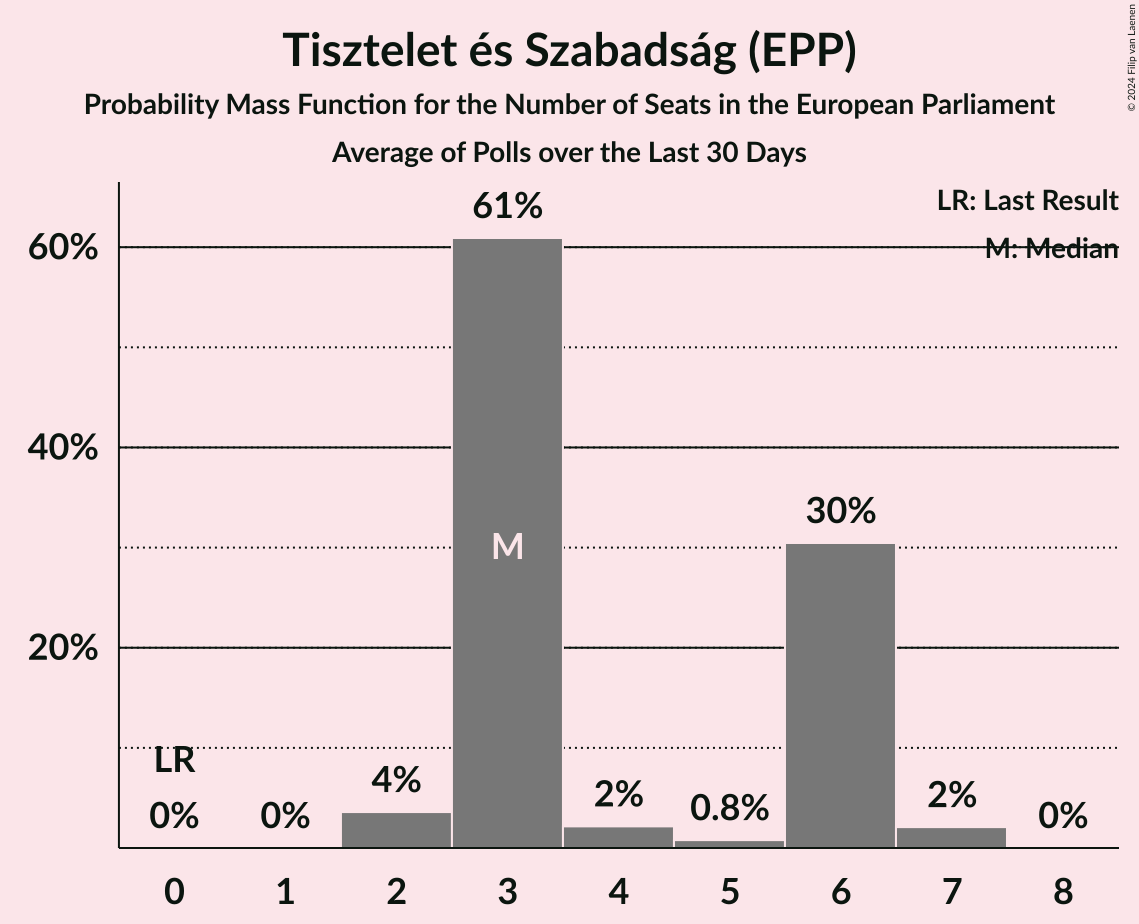 Tisztelet és Szabadság (EPP)
Probability Mass Function for the Number of Seats in the European Parliament
Average of Polls over the Last 30 Days
© 2024 Filip van Laenen
LR: Last Result
M: Median
61%
60%
40%
30%
M
20%
LR
0%
0%
4%
2%
0.8%
2%
0%
0 1 2 3 4 5 6 7 8